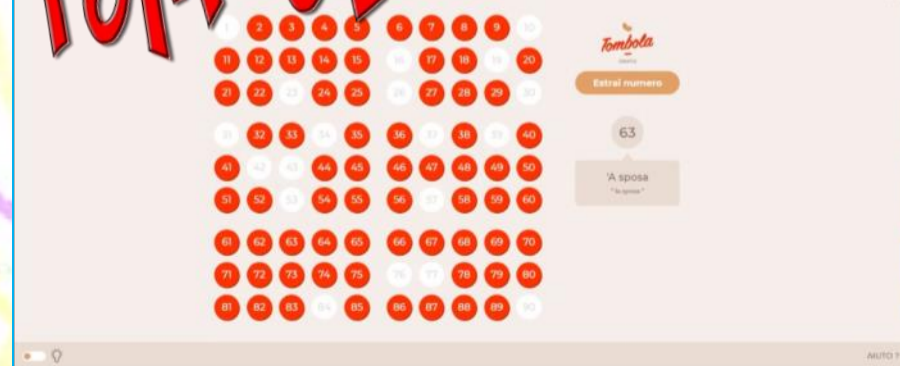 1 2 3 4 5 6 7 8 9 10
11 12 13 14 15 16 17 18 19 20
21 22 23 24 25 26 27 28 29 30
31 32 33 34 35 36 37 38 39 40
41 42 43 44 45 46 47 48 49 50
51 52 53 54 55 56 57 58 59 60
61 62 63 64 65 66 67 68 69 70
71 72 73 74 75 76 77 78 79 80
81 82 83 84 85 86 87 88 89 90
Tombola
Estrai numero
63
'A sposa
"la sposa"
AIUTO ?